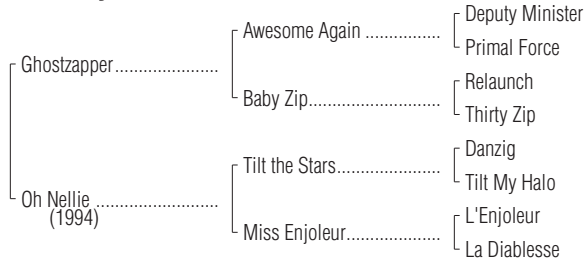 Deputy Minister
Awesome Again ................
Primal Force
Ghostzapper......................
Relaunch
Baby Zip............................
Thirty Zip
Danzig
Tilt the Stars......................
Tilt My Halo
Oh Nellie ..........................
(1994)
L'Enjoleur
Miss Enjoleur....................
La Diablesse